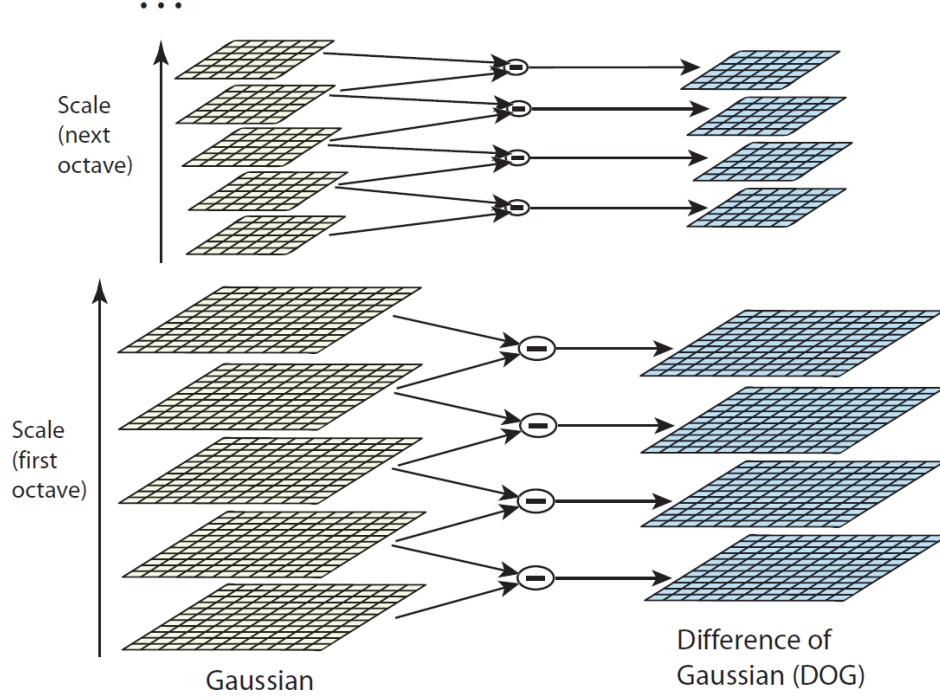 ...
Scale
(next
octave)
Scale
(first
octave)
Gaussian
Difference of
Gaussian (DOG)